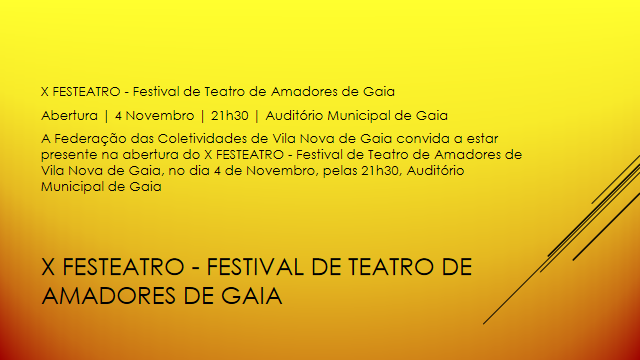 X FESTEATRO - Festival de Teatro de Amadores de Gaia
Abertura | 4 Novembro | 21h30 | Auditório Municipal de Gaia
A Federação das Coletividades de Vila Nova de Gaia convida a estar
presente na abertura do X FESTEATRO - Festival de Teatro de Amadores de
Vila Nova de Gaia, no dia 4 de Novembro, pelas 21h30, Auditório
Municipal de Gaia
X FESTEATRO - FESTIVAL DE TEATRO DE
AMADORES DE GAIA